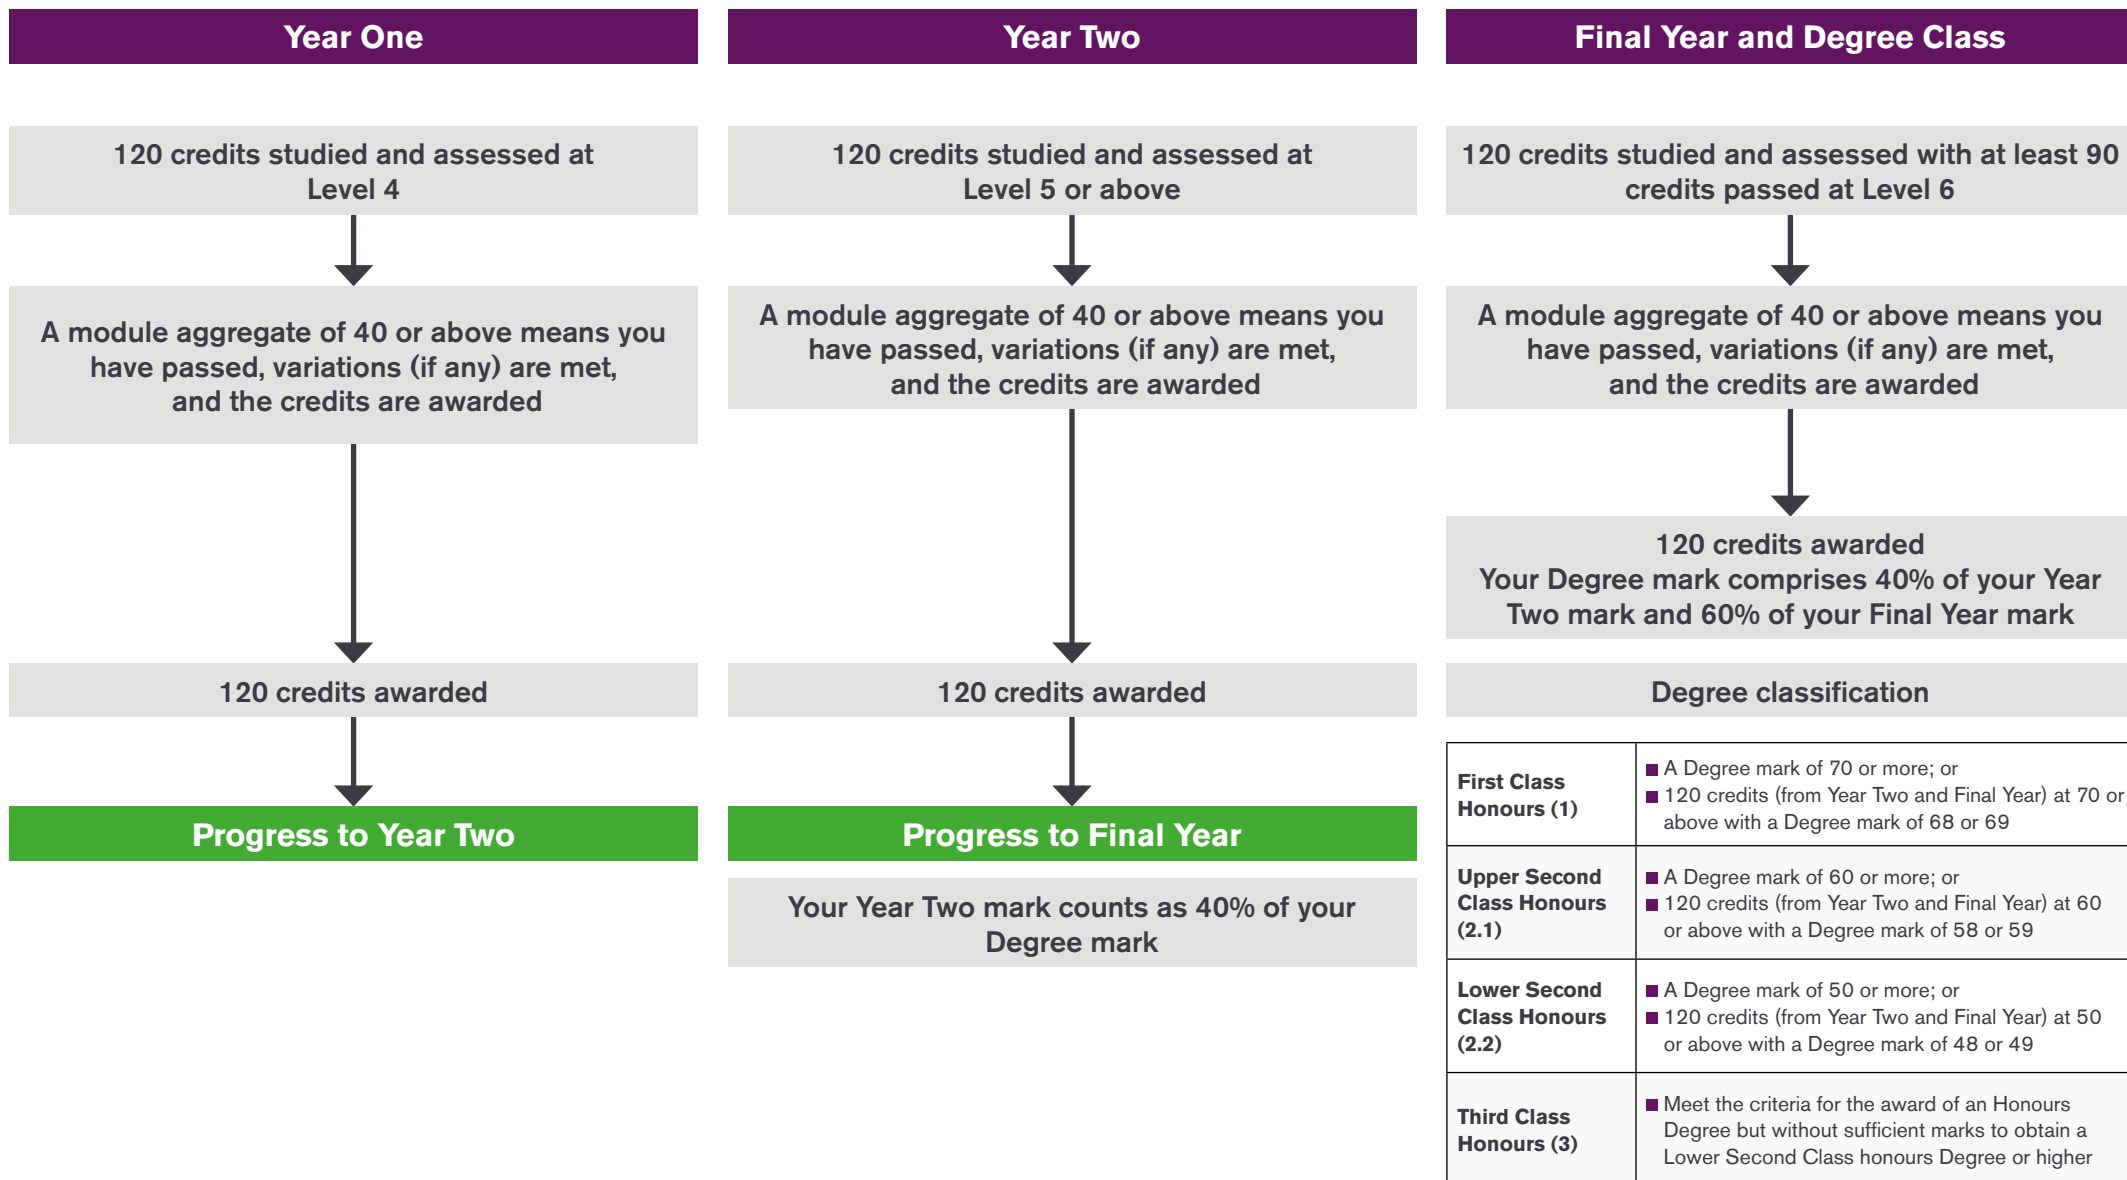 Year One
120 credits studied and assessed at
Level 4
A module aggregate of 40 or above means you
have passed, variations (if any) are met,
and the credits are awarded
120 credits awarded
Progress to Year Two
Year Two
120 credits studied and assessed at
Level 5 or above
A module aggregate of 40 or above means you
have passed, variations (if any) are met,
and the credits are awarded
120 credits awarded
Progress to Final Year
Your Year Two mark counts as 40% of your
Degree mark
Final Year and Degree Class
120 credits studied and assessed with at least 90
credits passed at Level 6
A module aggregate of 40 or above means you
have passed, variations (if any) are met,
and the credits are awarded
120 credits awarded
Your Degree mark comprises 40% of your Year
Two mark and 60% of your Final Year mark
Degree classification
First Class
Honours (1)
A Degree mark of 70 or more; or
120 credits (from Year Two and Final Year) at 70 or
above with a Degree mark of 68 or 69
Upper Second
Class Honours
(2.1)
A Degree mark of 60 or more; or
120 credits (from Year Two and Final Year) at 60
or above with a Degree mark of 58 or 59
Lower Second
Class Honours
(2.2)
A Degree mark of 50 or more; or
120 credits (from Year Two and Final Year) at 50
or above with a Degree mark of 48 or 49
Third Class
Honours (3)
Meet the criteria for the award of an Honours
Degree but without sufficient marks to obtain a
Lower Second Class honours Degree or higher